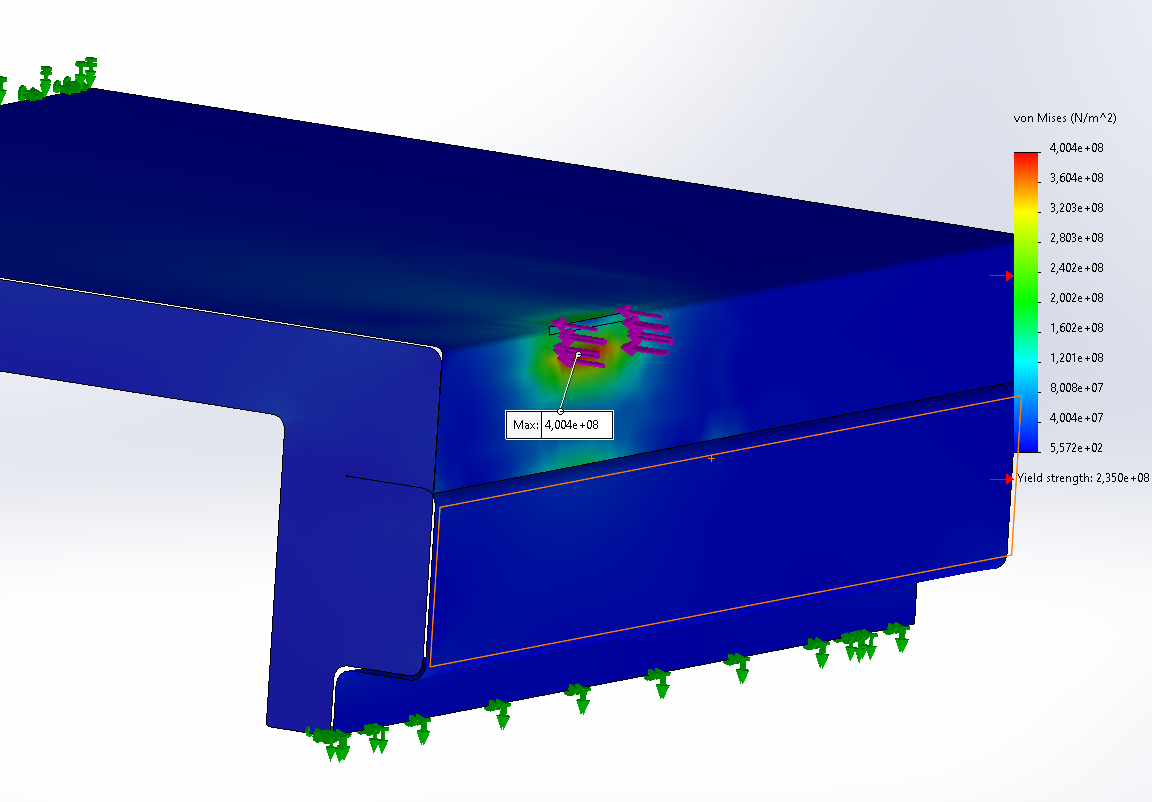 von Mises (N/m^2)
4,004e+08
3,604e+08
3,203e+08
2,803e+08
2,402e+08
2,002e+08
1,602e+08
1,201e+08
8,008e+07
4,004e+07
5,572e+02
Yield strength: 2,350e+08
Max: 4,004e+08